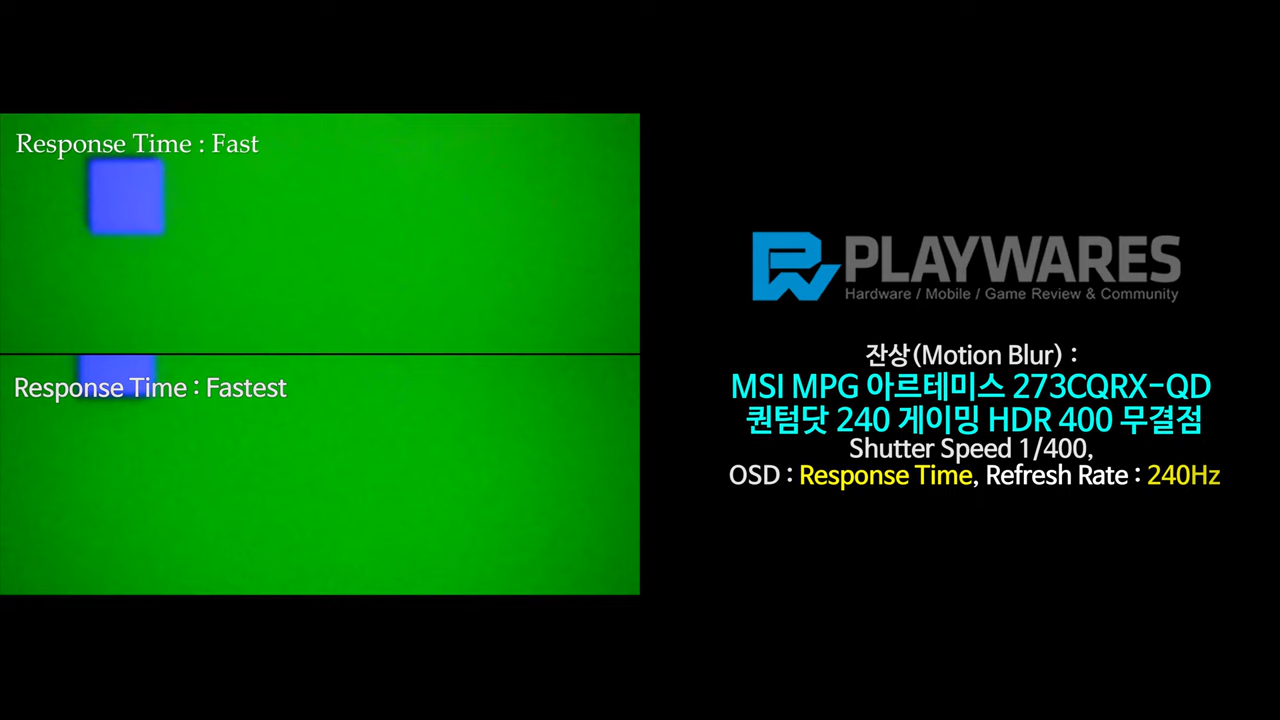 Response Time : Fast
Response Time : Fastest
PLAYWARES
Hardware / Mobile / Game Review & Community
잔상(Motion Blur) :
MSI MPG 아르테미스 273CQRX-QD
퀀텀닷 240 게이밍 HDR 400 무결점
Shutter Speed 1/400,
OSD : Response Time, Refresh Rate : 240Hz